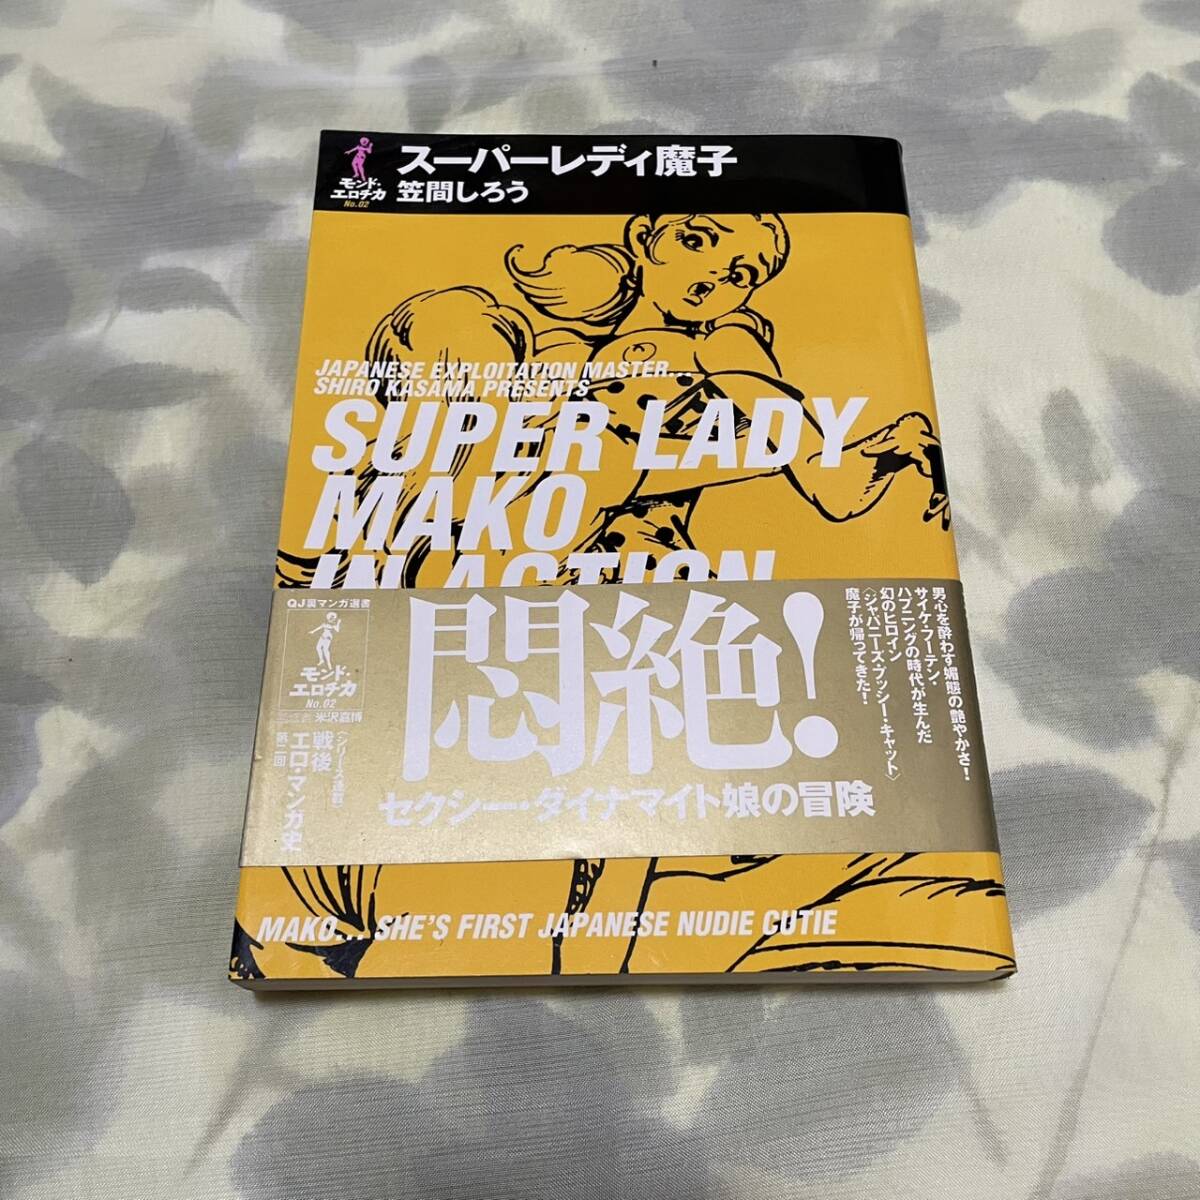 モンド・
エロチカ
No.02
スーパーレディ魔子
笠間しろう
JAPANESE EXPLOITATION MASTER...
SHIRO KASAMA PRESENTS
SUPER LADY
MAKO
IN ACTION
QJ裏マンガ選書
モンド・
エロチカ
No.02
米沢嘉博
〈シリーズ連載〉
戦後
エロ・マンガ史
第二回
悶絶!
セクシー・ダイナマイト娘の冒険
男心を酔わす媚態の艶やかさ!
サイケ・フーテン・
ハプニングの時代が生んだ
幻のヒロイン
〈ジャパニーズ・プッシー・キャット〉
魔子が帰ってきた!
MAKO... SHE'S FIRST JAPANESE NUDIE CUTIE